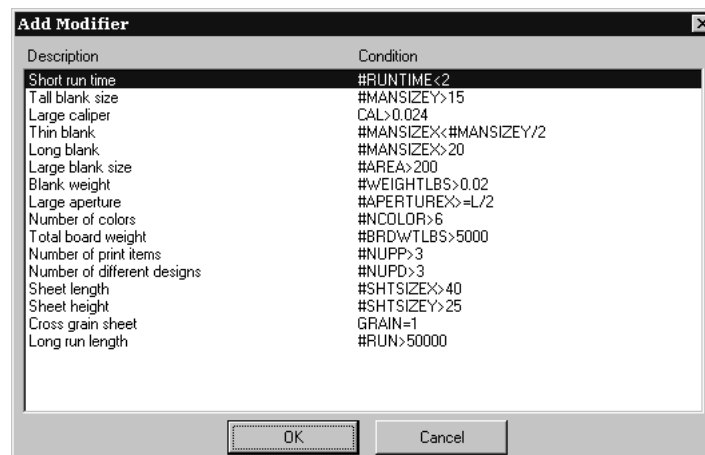 Add Modifier
Description Condition
Short run time #RUNTIME<2
Tall blank size #MANSIZEY>15
Large caliper CAL>0.024
Thin blank #MANSIZEX<#MANSIZEY/2
Long blank #MANSIZEX>20
Large blank size #AREA>200
Blank weight #WEIGHTLBS>0.02
Large aperture #APERTUREX>=L/2
Number of colors #NCOLOR>6
Total board weight #BRDWTLBS>5000
Number of print items #NUPP>3
Number of different designs #NUPD>3
Sheet length #SHTSIZEX>40
Sheet height #SHTSIZEY>25
Cross grain sheet GRAIN=1
Long run length #RUN>50000
OK Cancel